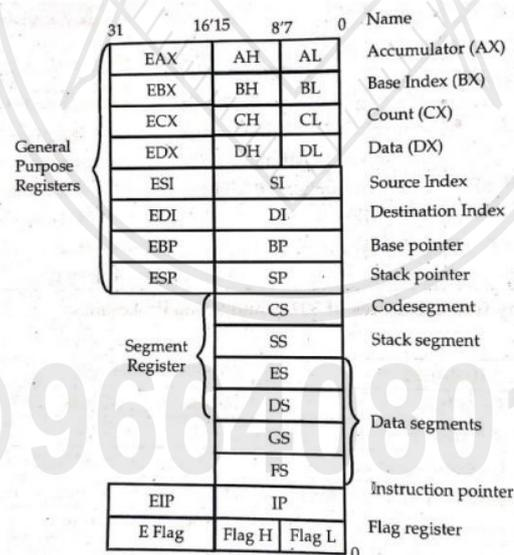 31 16'15 8'7 0 Name
EAX AH AL Accumulator (AX)
EBX BH BL Base Index (BX)
ECX CH CL Count (CX)
EDX DH DL Data (DX)
General
Purpose
Registers
ESI SI Source Index
EDI DI Destination Index
EBP BP Base pointer
ESP SP Stack pointer
CS Codesegment
SS Stack segment
Segment
Register
ES
DS
GS
FS
Data segments
EIP IP Instruction pointer
E Flag Flag H Flag L Flag register
0
9664080